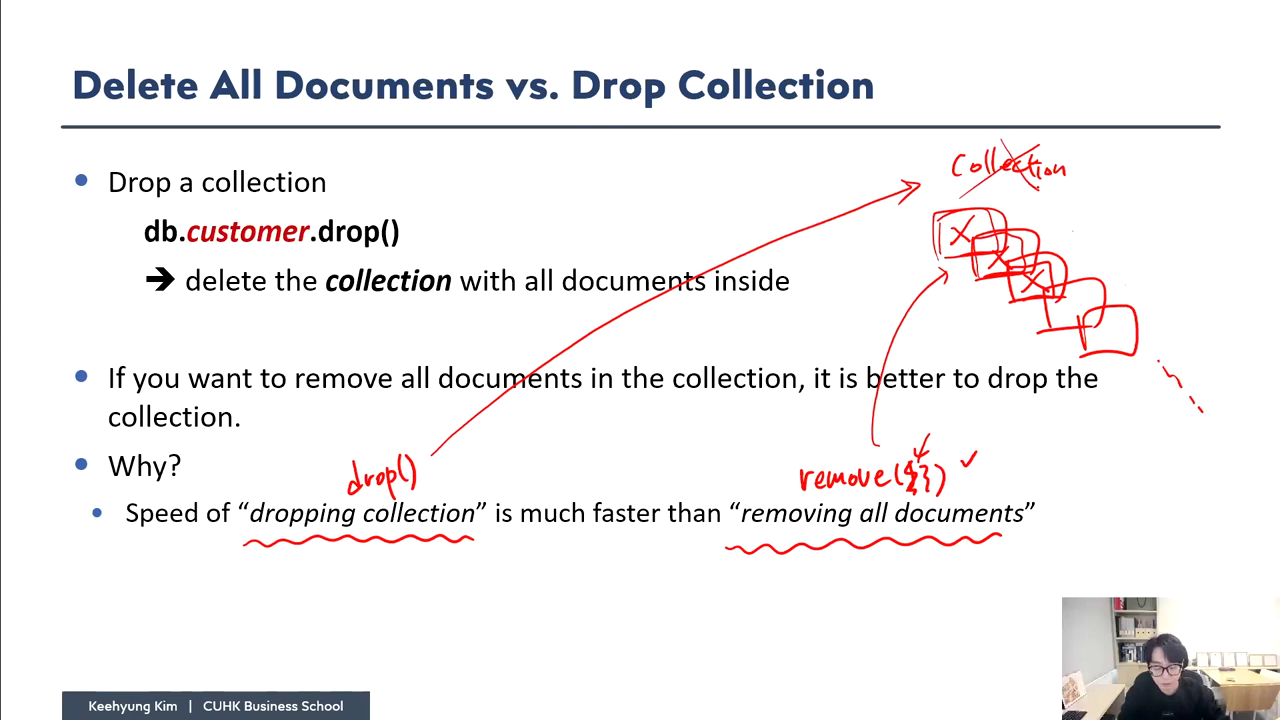 Delete All Documents vs. Drop Collection
Collection
• Drop a collection
db.customer.drop()
➔ delete the collection with all documents inside
• If you want to remove all documents in the collection, it is better to drop the
collection.
• Why?
drop()
remove({})
• Speed of “dropping collection” is much faster than “removing all documents”
Keehyung Kim | CUHK Business School